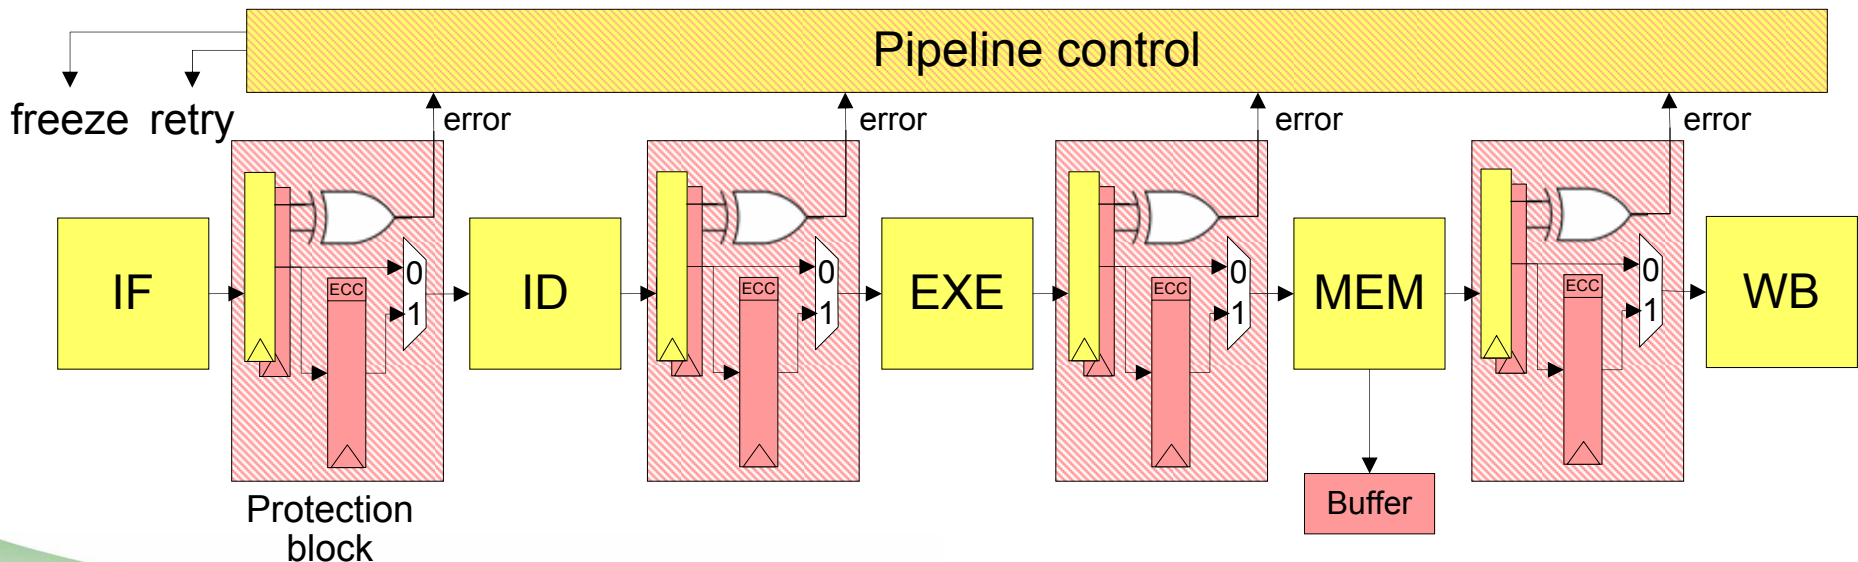 Pipeline control
freeze retry
error
error
error
error
IF
ECC
0
1
ID
ECC
0
1
EXE
ECC
0
1
MEM
ECC
0
1
WB
Buffer
Protection
block